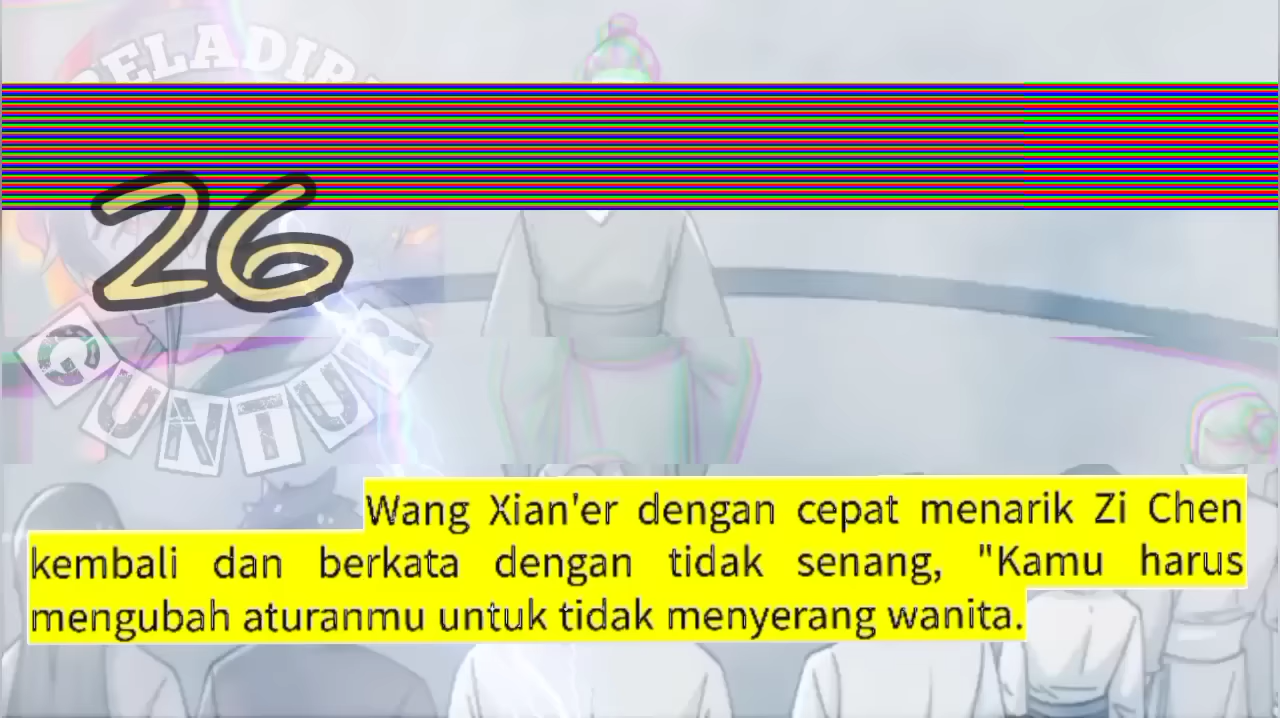 BELADIRI
26
GUNTUR
Wang Xian'er dengan cepat menarik Zi Chen
kembali dan berkata dengan tidak senang, "Kamu harus
mengubah aturanmu untuk tidak menyerang wanita.